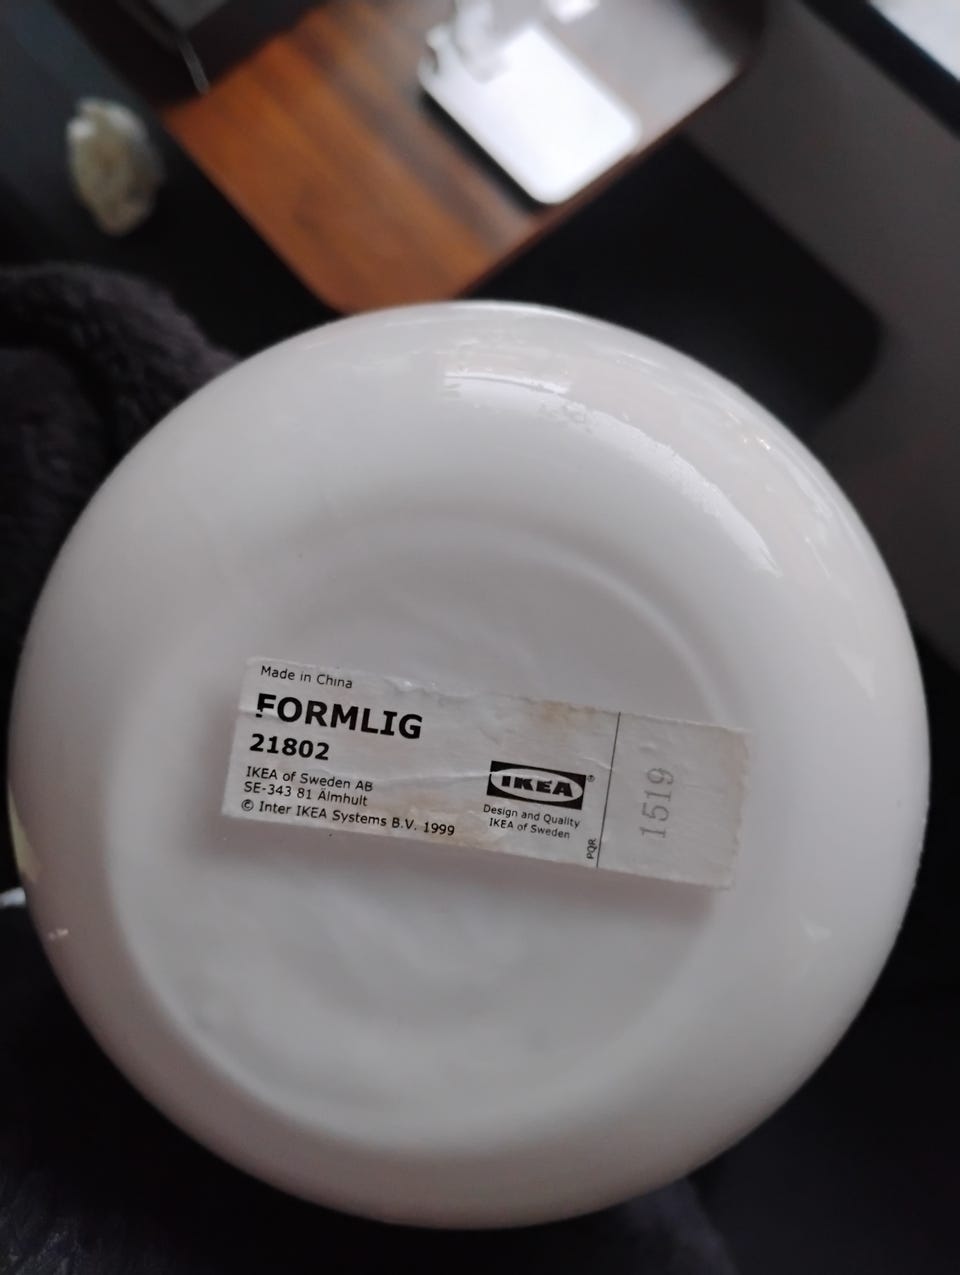 Made in China
FORMLIG
21802
IKEA of Sweden AB
SE-343 81 Älmhult
© Inter IKEA Systems B.V. 1999
IKEA®
Design and Quality
IKEA of Sweden
PQR
1519